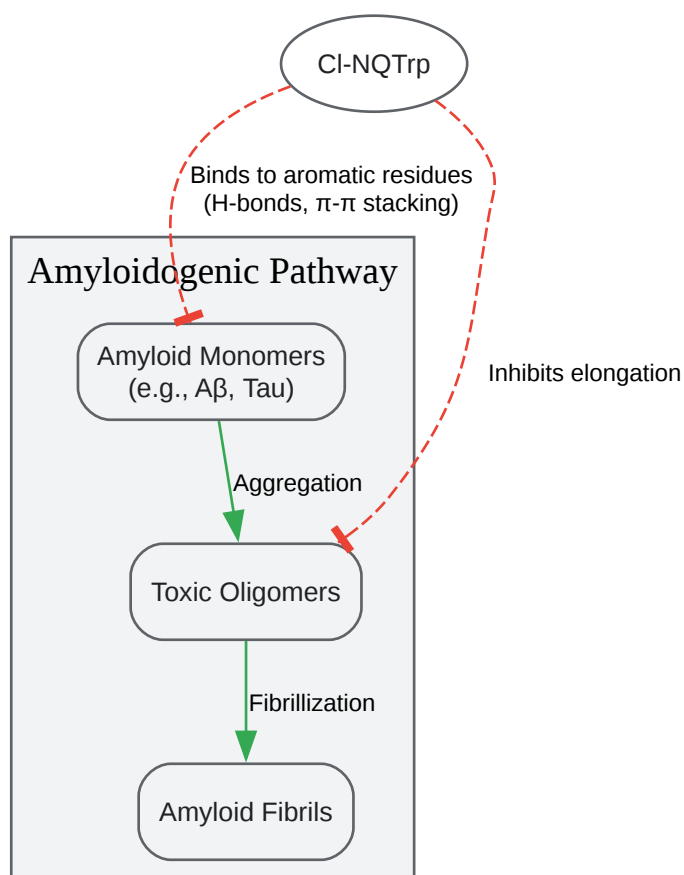 Cl-NQTrp
Binds to aromatic residues
(H-bonds, π-π stacking)
Amyloidogenic Pathway
Amyloid Monomers
(e.g., Aβ, Tau)
Inhibits elongation
Aggregation
Toxic Oligomers
Fibrillization
Amyloid Fibrils